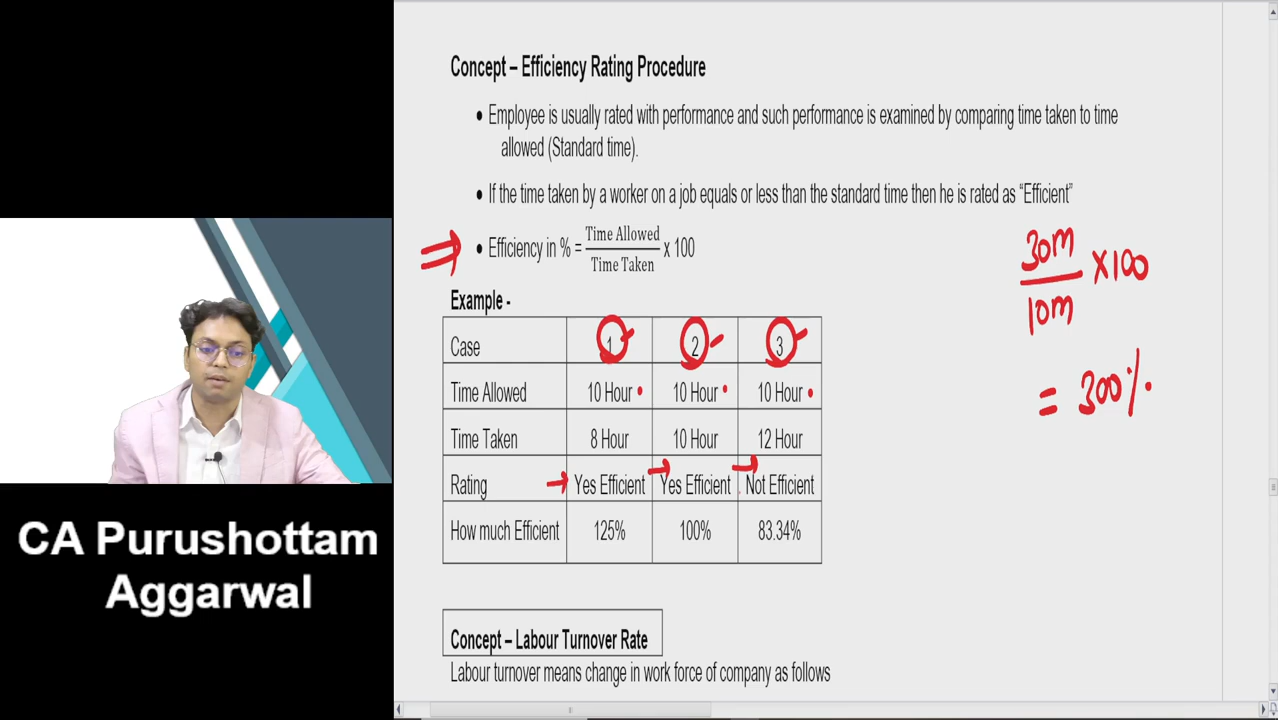 Concept – Efficiency Rating Procedure
• Employee is usually rated with performance and such performance is examined by comparing time taken to time
allowed (Standard time).
• If the time taken by a worker on a job equals or less than the standard time then he is rated as “Efficient”
• Efficiency in % = Time Allowed / Time Taken x 100
30m / 10m ×100
= 300%
Example -
Case 1 2 3
Time Allowed 10 Hour 10 Hour 10 Hour
Time Taken 8 Hour 10 Hour 12 Hour
Rating Yes Efficient Yes Efficient Not Efficient
How much Efficient 125% 100% 83.34%
Concept – Labour Turnover Rate
Labour turnover means change in work force of company as follows
CA Purushottam
Aggarwal